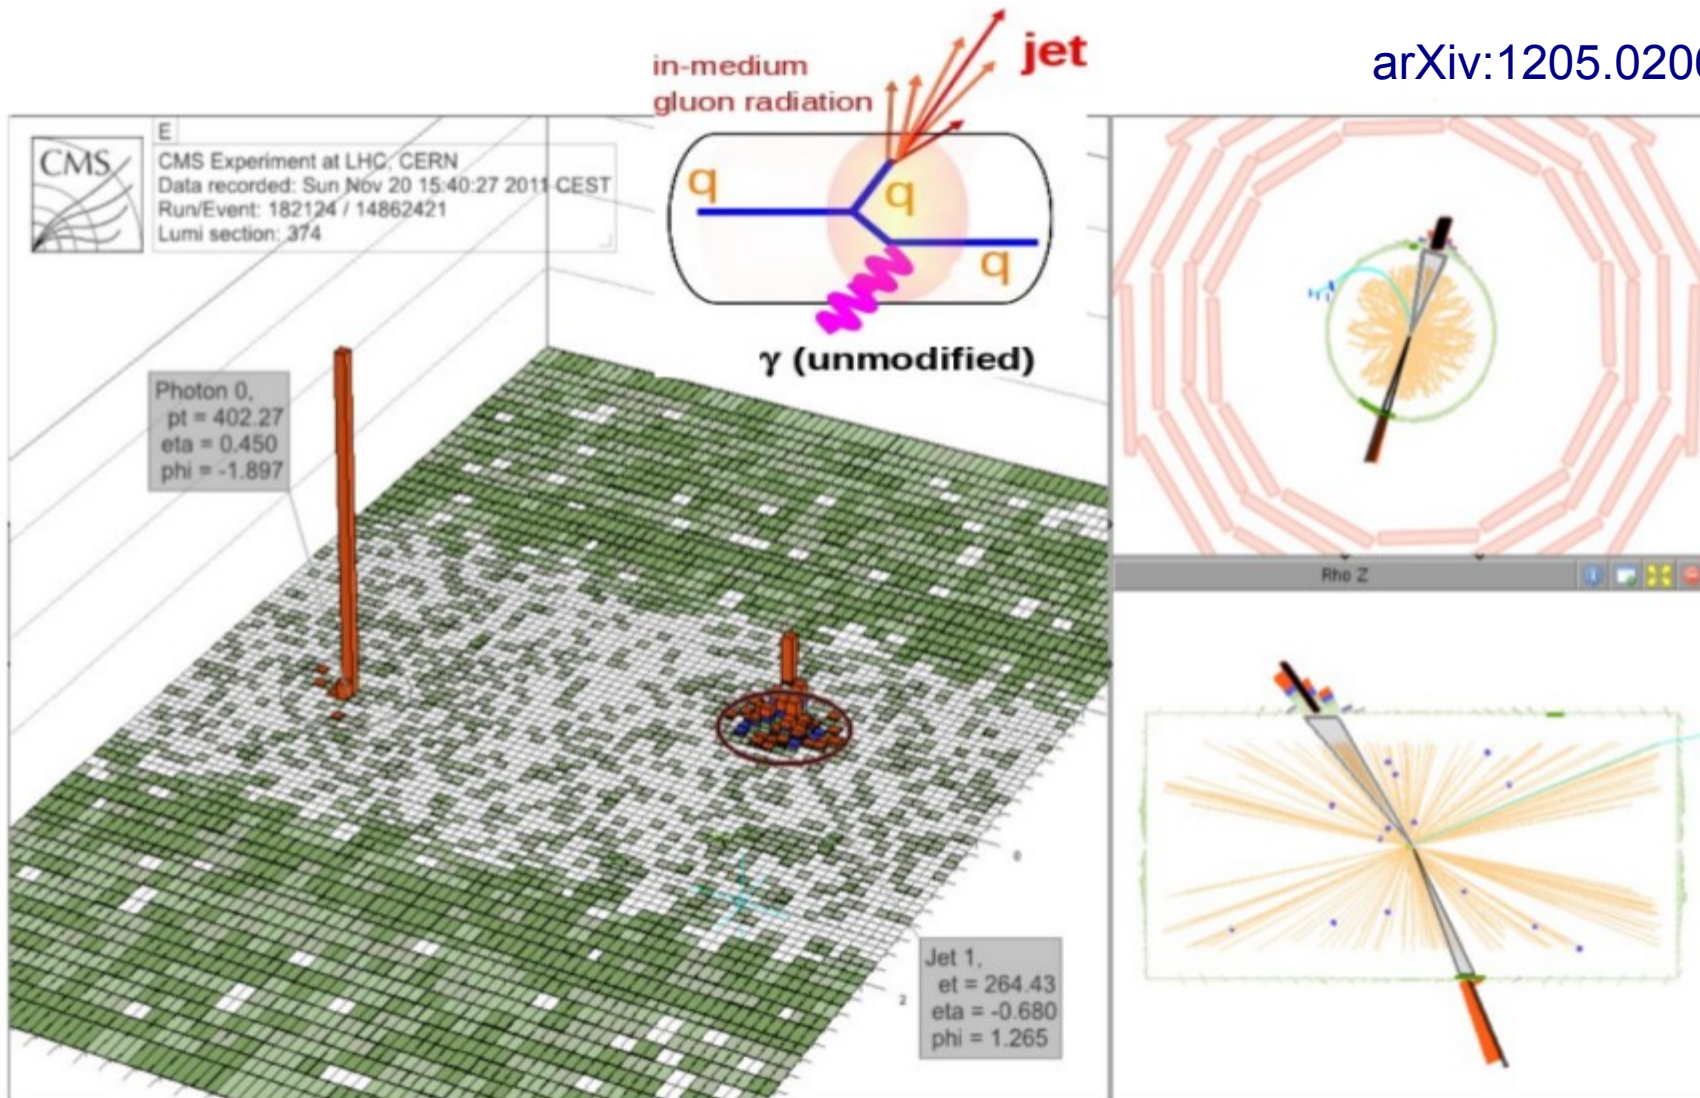 in-medium
gluon radiation
jet
arXiv:1205.020
CMS
E
CMS Experiment at LHC, CERN
Data recorded: Sun Nov 20 15:40:27 2011 CEST
Run/Event: 182124 / 14862421
Lumi section: 374
q
q
q
γ (unmodified)
Photon 0,
pt = 402.27
eta = 0.450
phi = -1.897
Rho Z
0
2
Jet 1,
et = 264.43
eta = -0.680
phi = 1.265